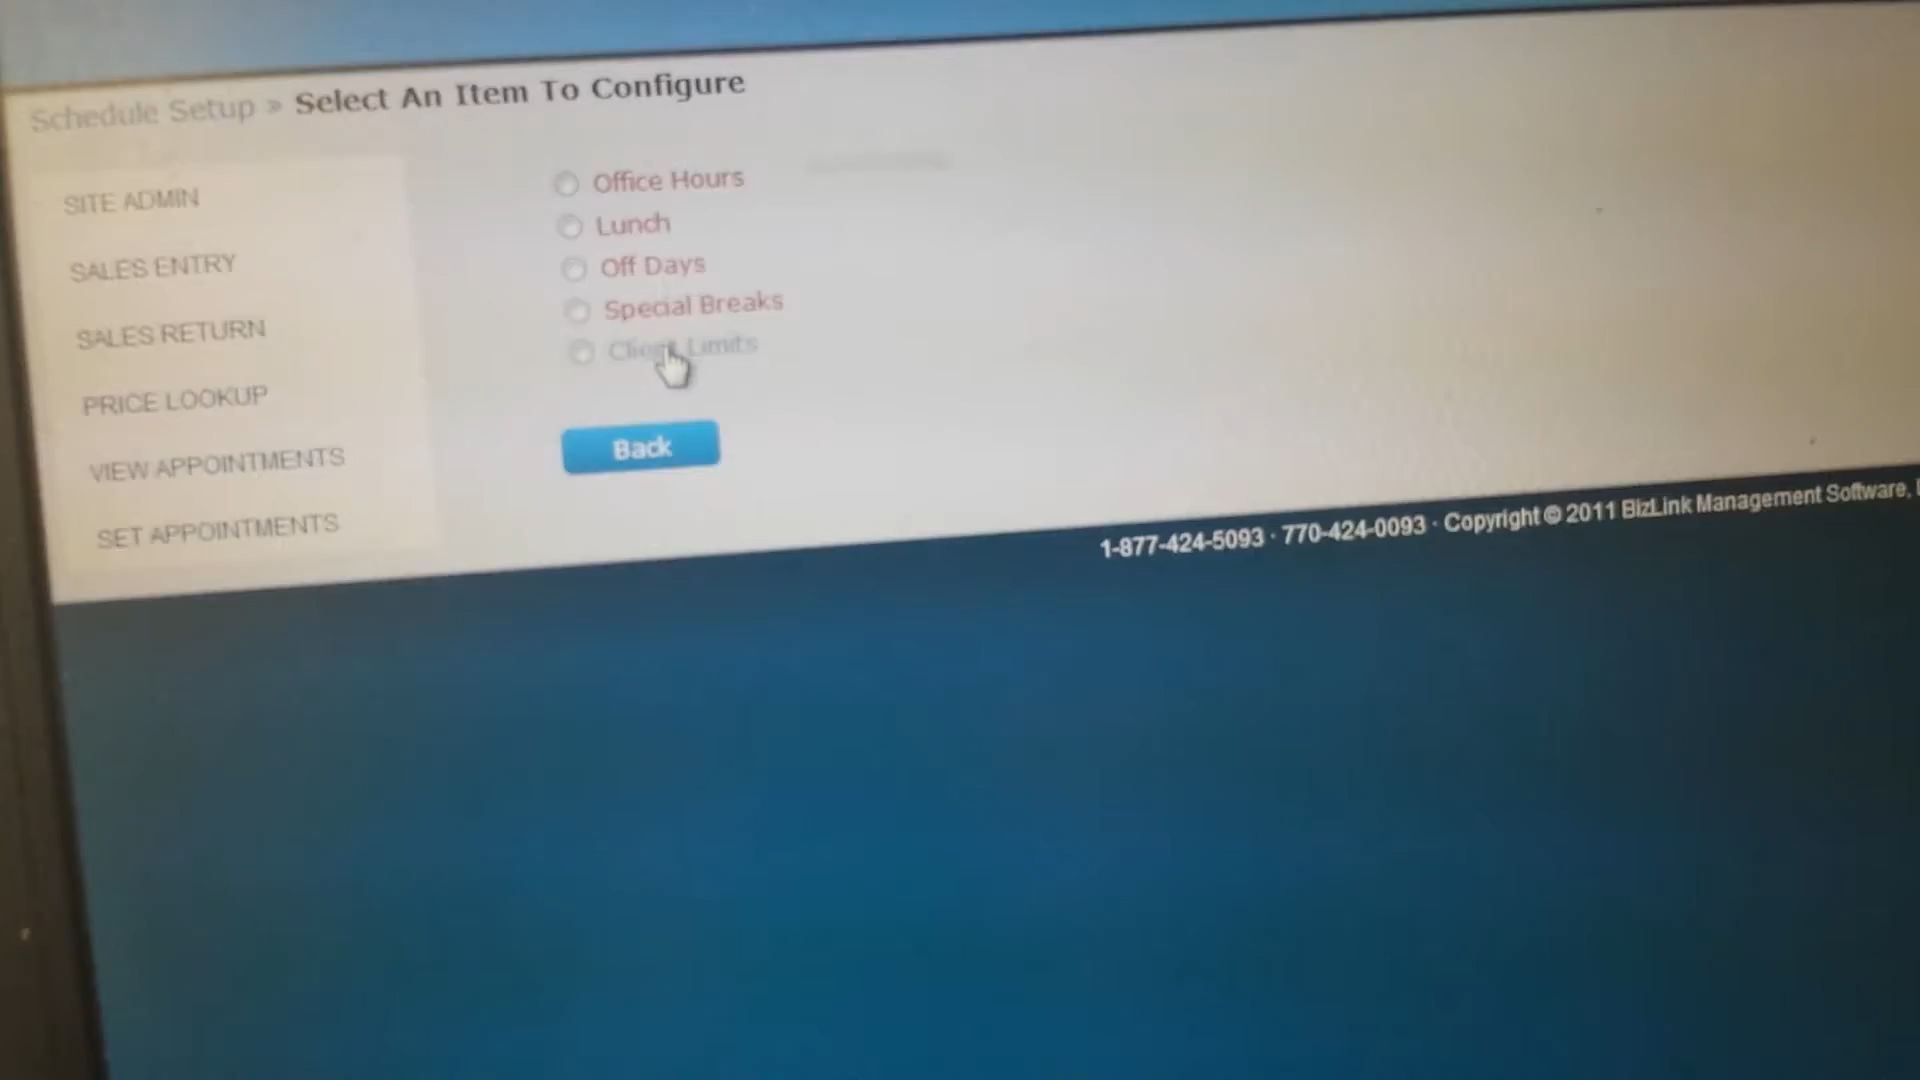 Schedule Setup » Select An Item To Configure
SITE ADMIN
SALES ENTRY
SALES RETURN
PRICE LOOKUP
VIEW APPOINTMENTS
SET APPOINTMENTS
Office Hours
Lunch
Off Days
Special Breaks
Client Limits
Back
1-877-424-5093 · 770-424-0093 · Copyright © 2011 BizLink Management Software,